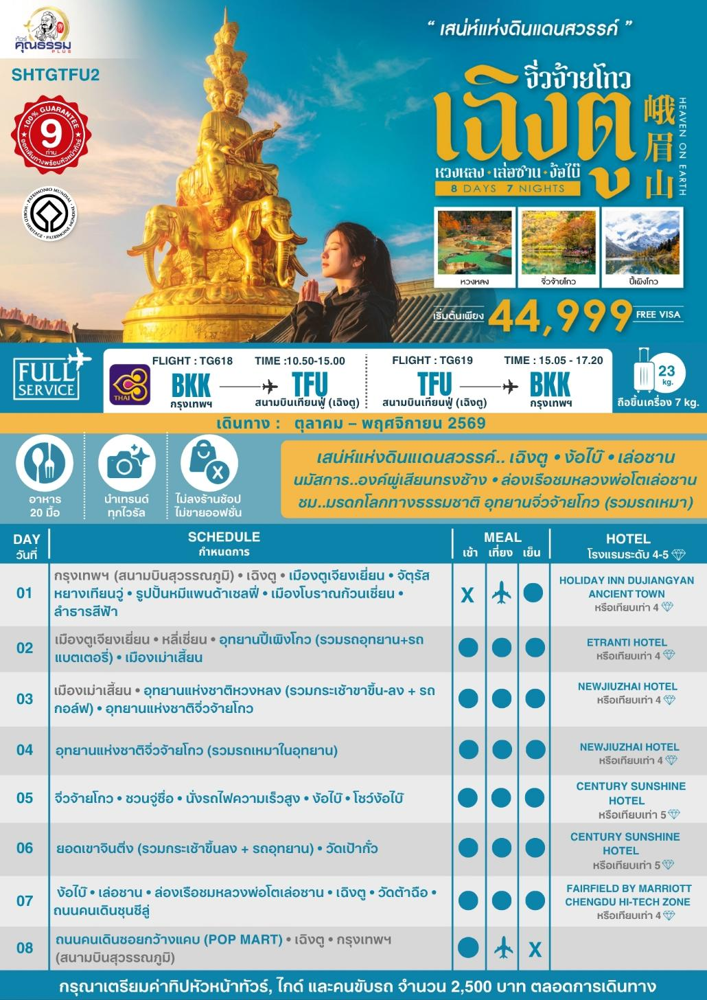 ทัวร์
คุณธรรม
PLUS
SHTGTFU2
100% GUARANTEE
9
ท่าน
ออกเดินทางพร้อมหัวหน้าทัวร์
PATRIMONIO MUNDIAL • WORLD HERITAGE • PATRIMOINE MONDIAL
“ เสน่ห์แห่งดินแดนสวรรค์ ”
จิ่วจ้ายโกว
เฉิงตู
หวงหลง • เล่อซาน • ง้อไบ๊
8 DAYS 7 NIGHTS
峨眉山
HEAVEN ON EARTH
หวงหลง
จิ่วจ้ายโกว
ปี้เผิงโกว
เริ่มต้นเพียง 44,999 FREE VISA
FULL
SERVICE
THAI
FLIGHT : TG618 TIME :10.50-15.00
BKK TFU
กรุงเทพฯ สนามบินเทียนฟู่ (เฉิงตู)
FLIGHT : TG619 TIME : 15.05 - 17.20
TFU BKK
สนามบินเทียนฟู่ (เฉิงตู) กรุงเทพฯ
23
kg.
ถือขึ้นเครื่อง 7 kg.
เดินทาง : ตุลาคม – พฤศจิกายน 2569
อาหาร
20 มื้อ
นำเทรนด์
ทุกไวรัล
X
ไม่ลงร้านช้อป
ไม่ขายออฟชั่น
เสน่ห์แห่งดินแดนสวรรค์.. เฉิงตู • ง้อไบ๊ • เล่อซาน
นมัสการ..องค์ผู่เสียนทรงช้าง • ล่องเรือชมหลวงพ่อโตเล่อซาน
ชม..มรดกโลกทางธรรมชาติ อุทยานจิ่วจ้ายโกว (รวมรถเหมา)
DAY SCHEDULE MEAL HOTEL
วันที่ กำหนดการ เช้า เที่ยง เย็น โรงแรมระดับ 4-5
01
กรุงเทพฯ (สนามบินสุวรรณภูมิ) • เฉิงตู • เมืองตูเจียงเยี่ยน • จัตุรัส
หยางเทียนวู่ • รูปปั้นหมีแพนด้าเซลฟี่ • เมืองโบราณก้วนเซี่ยน •
ลำธารสีฟ้า
X
HOLIDAY INN DUJIANGYAN
ANCIENT TOWN
หรือเทียบเท่า 4
02
เมืองตูเจียงเยี่ยน • หลี่เซี่ยน • อุทยานปี้เผิงโกว (รวมรถอุทยาน+รถ
แบตเตอรี่) • เมืองเม่าเสี้ยน
ETRANTI HOTEL
หรือเทียบเท่า 4
03
เมืองเม่าเสี้ยน • อุทยานแห่งชาติหวงหลง (รวมกระเช้าขาขึ้น-ลง + รถ
กอล์ฟ) • อุทยานแห่งชาติจิ่วจ้ายโกว
NEWJIUZHAI HOTEL
หรือเทียบเท่า 4
04
อุทยานแห่งชาติจิ่วจ้ายโกว (รวมรถเหมาในอุทยาน)
NEWJIUZHAI HOTEL
หรือเทียบเท่า 4
05
จิ่วจ้ายโกว • ชวนจู่ซื่อ • นั่งรถไฟความเร็วสูง • ง้อไบ๊ • โชว์ง้อไบ๊
CENTURY SUNSHINE
HOTEL
หรือเทียบเท่า 5
06
ยอดเขาจินติ่ง (รวมกระเช้าขึ้นลง + รถอุทยาน) • วัดเป้ากั๋ว
CENTURY SUNSHINE
HOTEL
หรือเทียบเท่า 5
07
ง้อไบ๊ • เล่อซาน • ล่องเรือชมหลวงพ่อโตเล่อซาน • เฉิงตู • วัดต้าฉือ •
ถนนคนเดินชุนซีลู่
FAIRFIELD BY MARRIOTT
CHENGDU HI-TECH ZONE
หรือเทียบเท่า 4
08
ถนนคนเดินซอยกว้างแคบ (POP MART) • เฉิงตู • กรุงเทพฯ
(สนามบินสุวรรณภูมิ)
X
กรุณาเตรียมค่าทิปหัวหน้าทัวร์, ไกด์ และคนขับรถ จำนวน 2,500 บาท ตลอดการเดินทาง